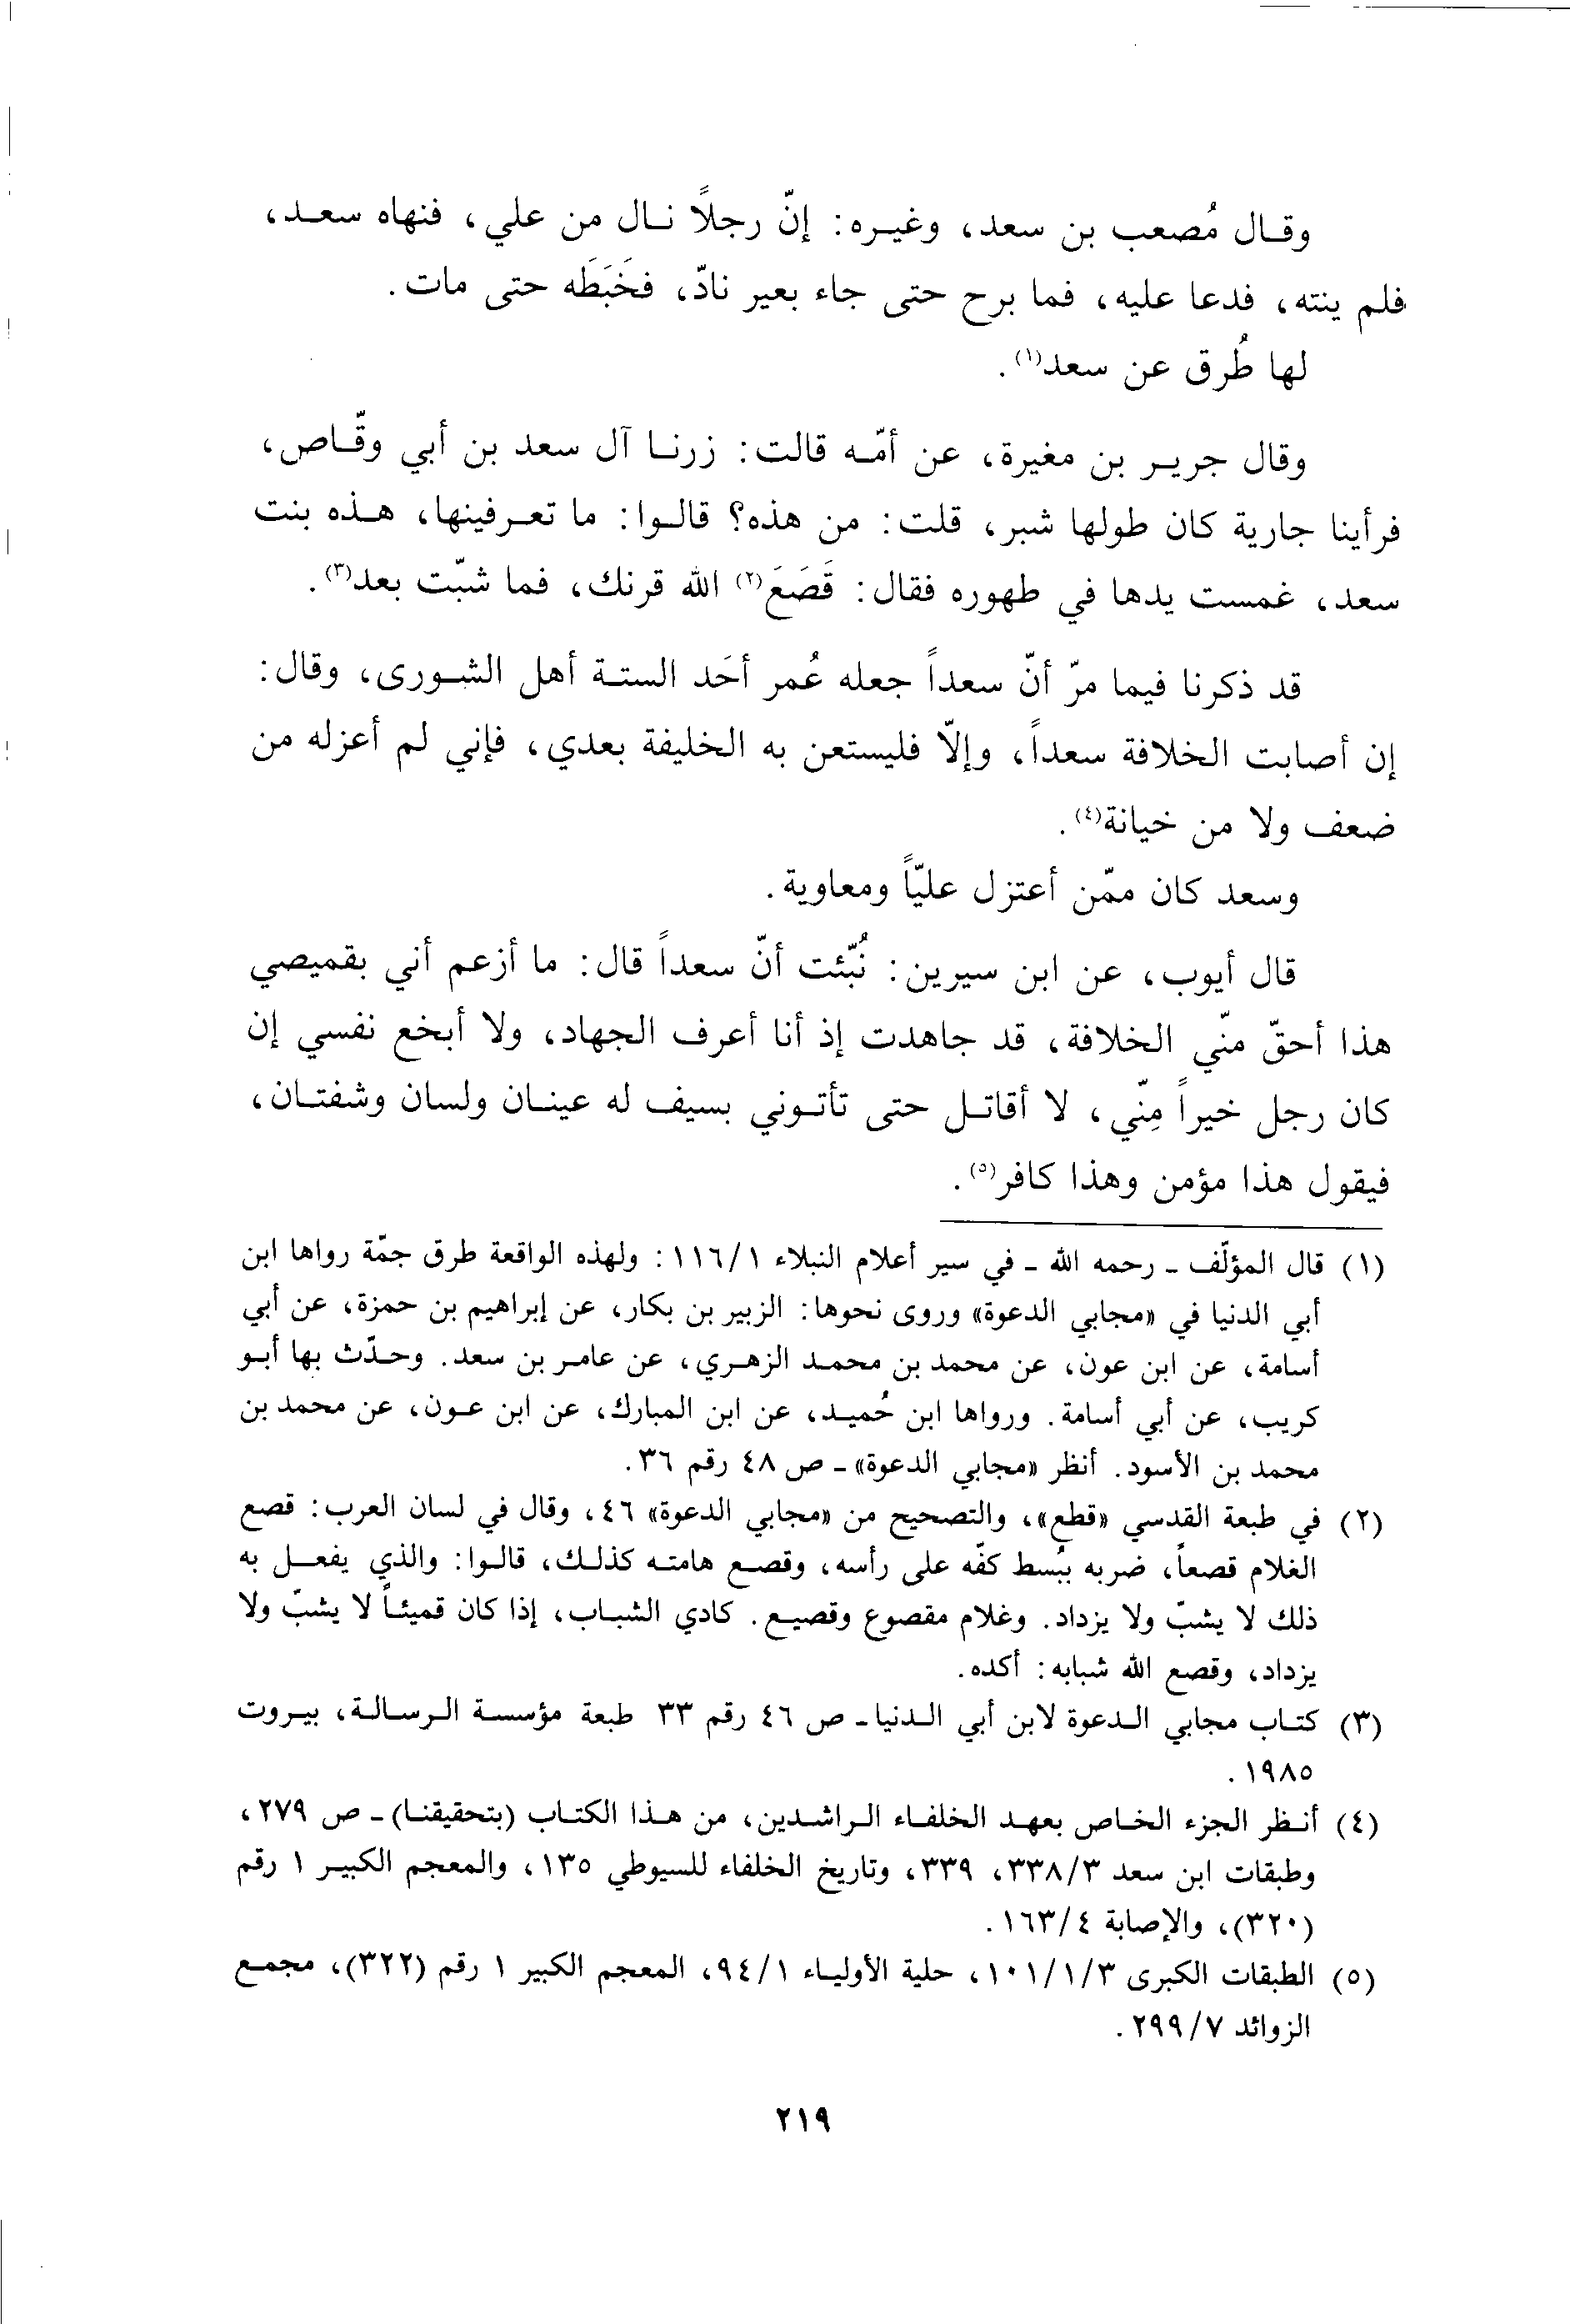 وقال مُصعب بن سعد، وغيره: إنّ رجلاً نال من علي، فنهاه سعد،
فلم ينته، فدعا عليه، فما برح حتى جاء بعير نادّ، فخَبَطَه حتى مات.
لها طُرق عن سعد(١).
وقال جرير بن مغيرة، عن أمّه قالت: زرنا آل سعد بن أبي وقّاص،
فرأينا جارية كان طولها شبر، قلت: من هذه؟ قالوا: ما تعرفينها، هذه بنت
سعد، غمست يدها في طهوره فقال: قَصَعَ(٢) الله قرنك، فما شبّت بعد(٣).
قد ذكرنا فيما مرّ أنّ سعداً جعله عُمر أحَد الستة أهل الشورى، وقال:
إن أصابت الخلافة سعداً، وإلاّ فليستعن به الخليفة بعدي، فإني لم أعزله من
ضعف ولا من خيانة(٤).
وسعد كان ممّن أعتزل عليّاً ومعاوية.
قال أيوب، عن ابن سيرين: نُبّئت أنّ سعداً قال: ما أزعم أني بقميصي
هذا أحقّ منّي الخلافة، قد جاهدت إذ أنا أعرف الجهاد، ولا أبخع نفسي إن
كان رجل خيراً مِنّي، لا أقاتل حتى تأتوني بسيف له عينان ولسان وشفتان،
فيقول هذا مؤمن وهذا كافر(٥).
(١) قال المؤلّف - رحمه الله - في سير أعلام النبلاء ١١٦/١: ولهذه الواقعة طرق جمّة رواها ابن
أبي الدنيا في «مجابي الدعوة» وروى نحوها: الزبير بن بكار، عن إبراهيم بن حمزة، عن أبي
أسامة، عن ابن عون، عن محمد بن محمد الزهري، عن عامر بن سعد. وحدّث بها أبو
كريب، عن أبي أسامة. ورواها ابن حُميد، عن ابن المبارك، عن ابن عون، عن محمد بن
محمد بن الأسود. أنظر «مجابي الدعوة» - ص ٤٨ رقم ٣٦.
(٢) في طبعة القدسي «قطع»، والتصحيح من «مجابي الدعوة» ٤٦، وقال في لسان العرب: قصع
الغلام قصعاً، ضربه ببُسط كفّه على رأسه، وقصع هامته كذلك، قالوا: والذي يفعل به
ذلك لا يشبّ ولا يزداد. وغلام مقصوع وقصيع. كادي الشباب، إذا كان قميئاً لا يشبّ ولا
يزداد، وقصع الله شبابه: أكده.
(٣) كتاب مجابي الدعوة لابن أبي الدنيا - ص ٤٦ رقم ٣٣ طبعة مؤسسة الرسالة، بيروت
١٩٨٥.
(٤) أنظر الجزء الخاص بعهد الخلفاء الراشدين، من هذا الكتاب (بتحقيقنا) - ص ٢٧٩،
وطبقات ابن سعد ٣٣٨/٣، ٣٣٩، وتاريخ الخلفاء للسيوطي ١٣٥، والمعجم الكبير ١ رقم
(٣٢٠)، والإصابة ١٦٣/٤.
(٥) الطبقات الكبرى ١٠١/١/٣، حلية الأولياء ٩٤/١، المعجم الكبير ١ رقم (٣٢٢)، مجمع
الزوائد ٢٩٩/٧.
٢١٩